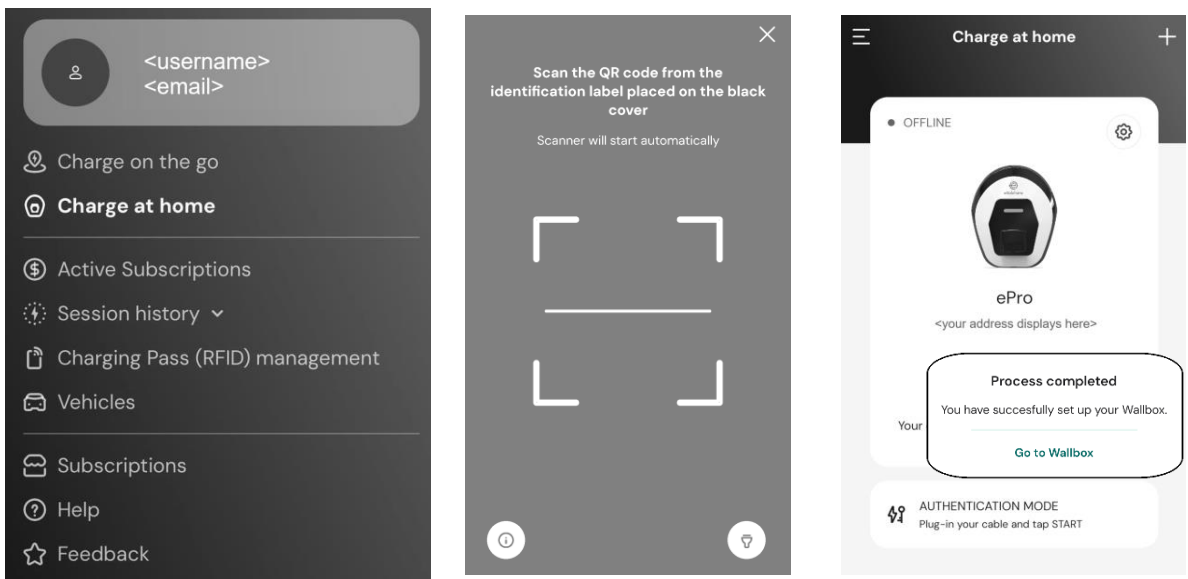 <username>
<email>
Charge on the go
Charge at home
Active Subscriptions
Session history
Charging Pass (RFID) management
Vehicles
Subscriptions
Help
Feedback
Scan the QR code from the
identification label placed on the black
cover
Scanner will start automatically
Charge at home
OFFLINE
ePro
<your address displays here>
Process completed
You have succesfully set up your Wallbox.
Your
Go to Wallbox
AUTHENTICATION MODE
Plug-in your cable and tap START